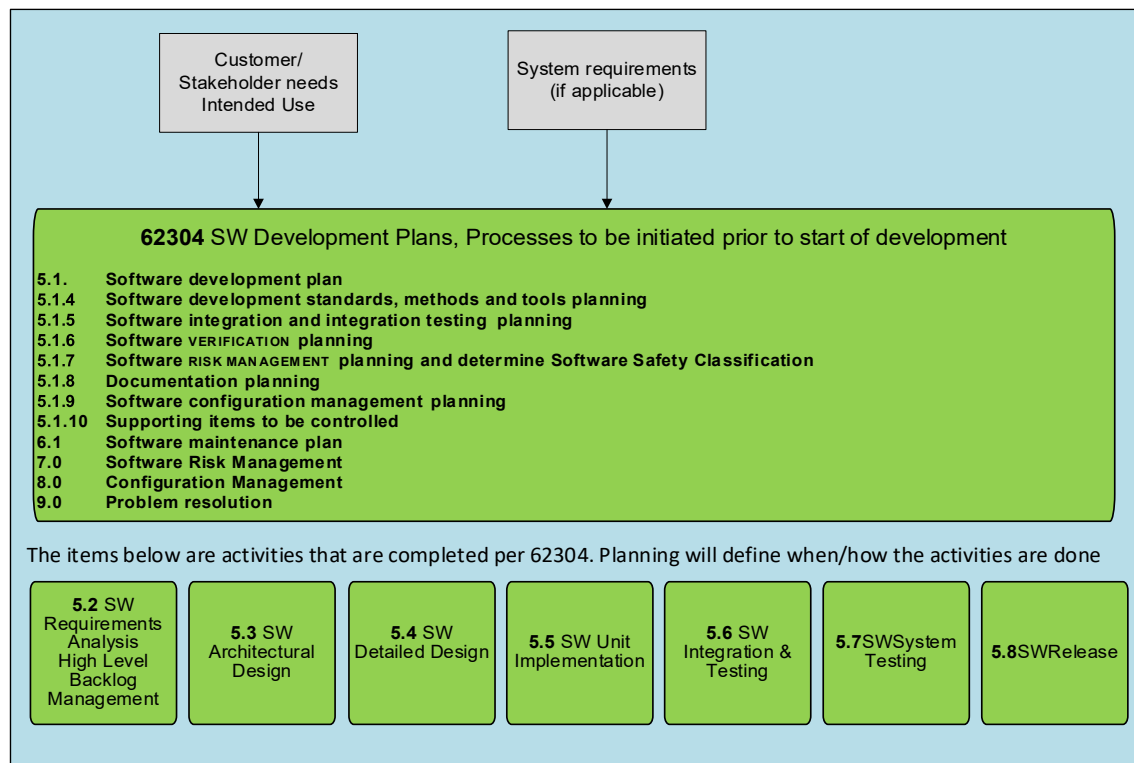 Customer/
Stakeholder needs
Intended Use
System requirements
(if applicable)
62304 SW Development Plans, Processes to be initiated prior to start of development
5.1. Software development plan
5.1.4 Software development standards, methods and tools planning
5.1.5 Software integration and integration testing planning
5.1.6 Software VERIFICATION planning
5.1.7 Software RISK MANAGEMENT planning and determine Software Safety Classification
5.1.8 Documentation planning
5.1.9 Software configuration management planning
5.1.10 Supporting items to be controlled
6.1 Software maintenance plan
7.0 Software Risk Management
8.0 Configuration Management
9.0 Problem resolution
The items below are activities that are completed per 62304. Planning will define when/how the activities are done
5.2 SW
Requirements
Analysis
High Level
Backlog
Management
5.3 SW
Architectural
Design
5.4 SW
Detailed Design
5.5 SW Unit
Implementation
5.6 SW
Integration &
Testing
5.7SWSystem
Testing
5.8SWRelease